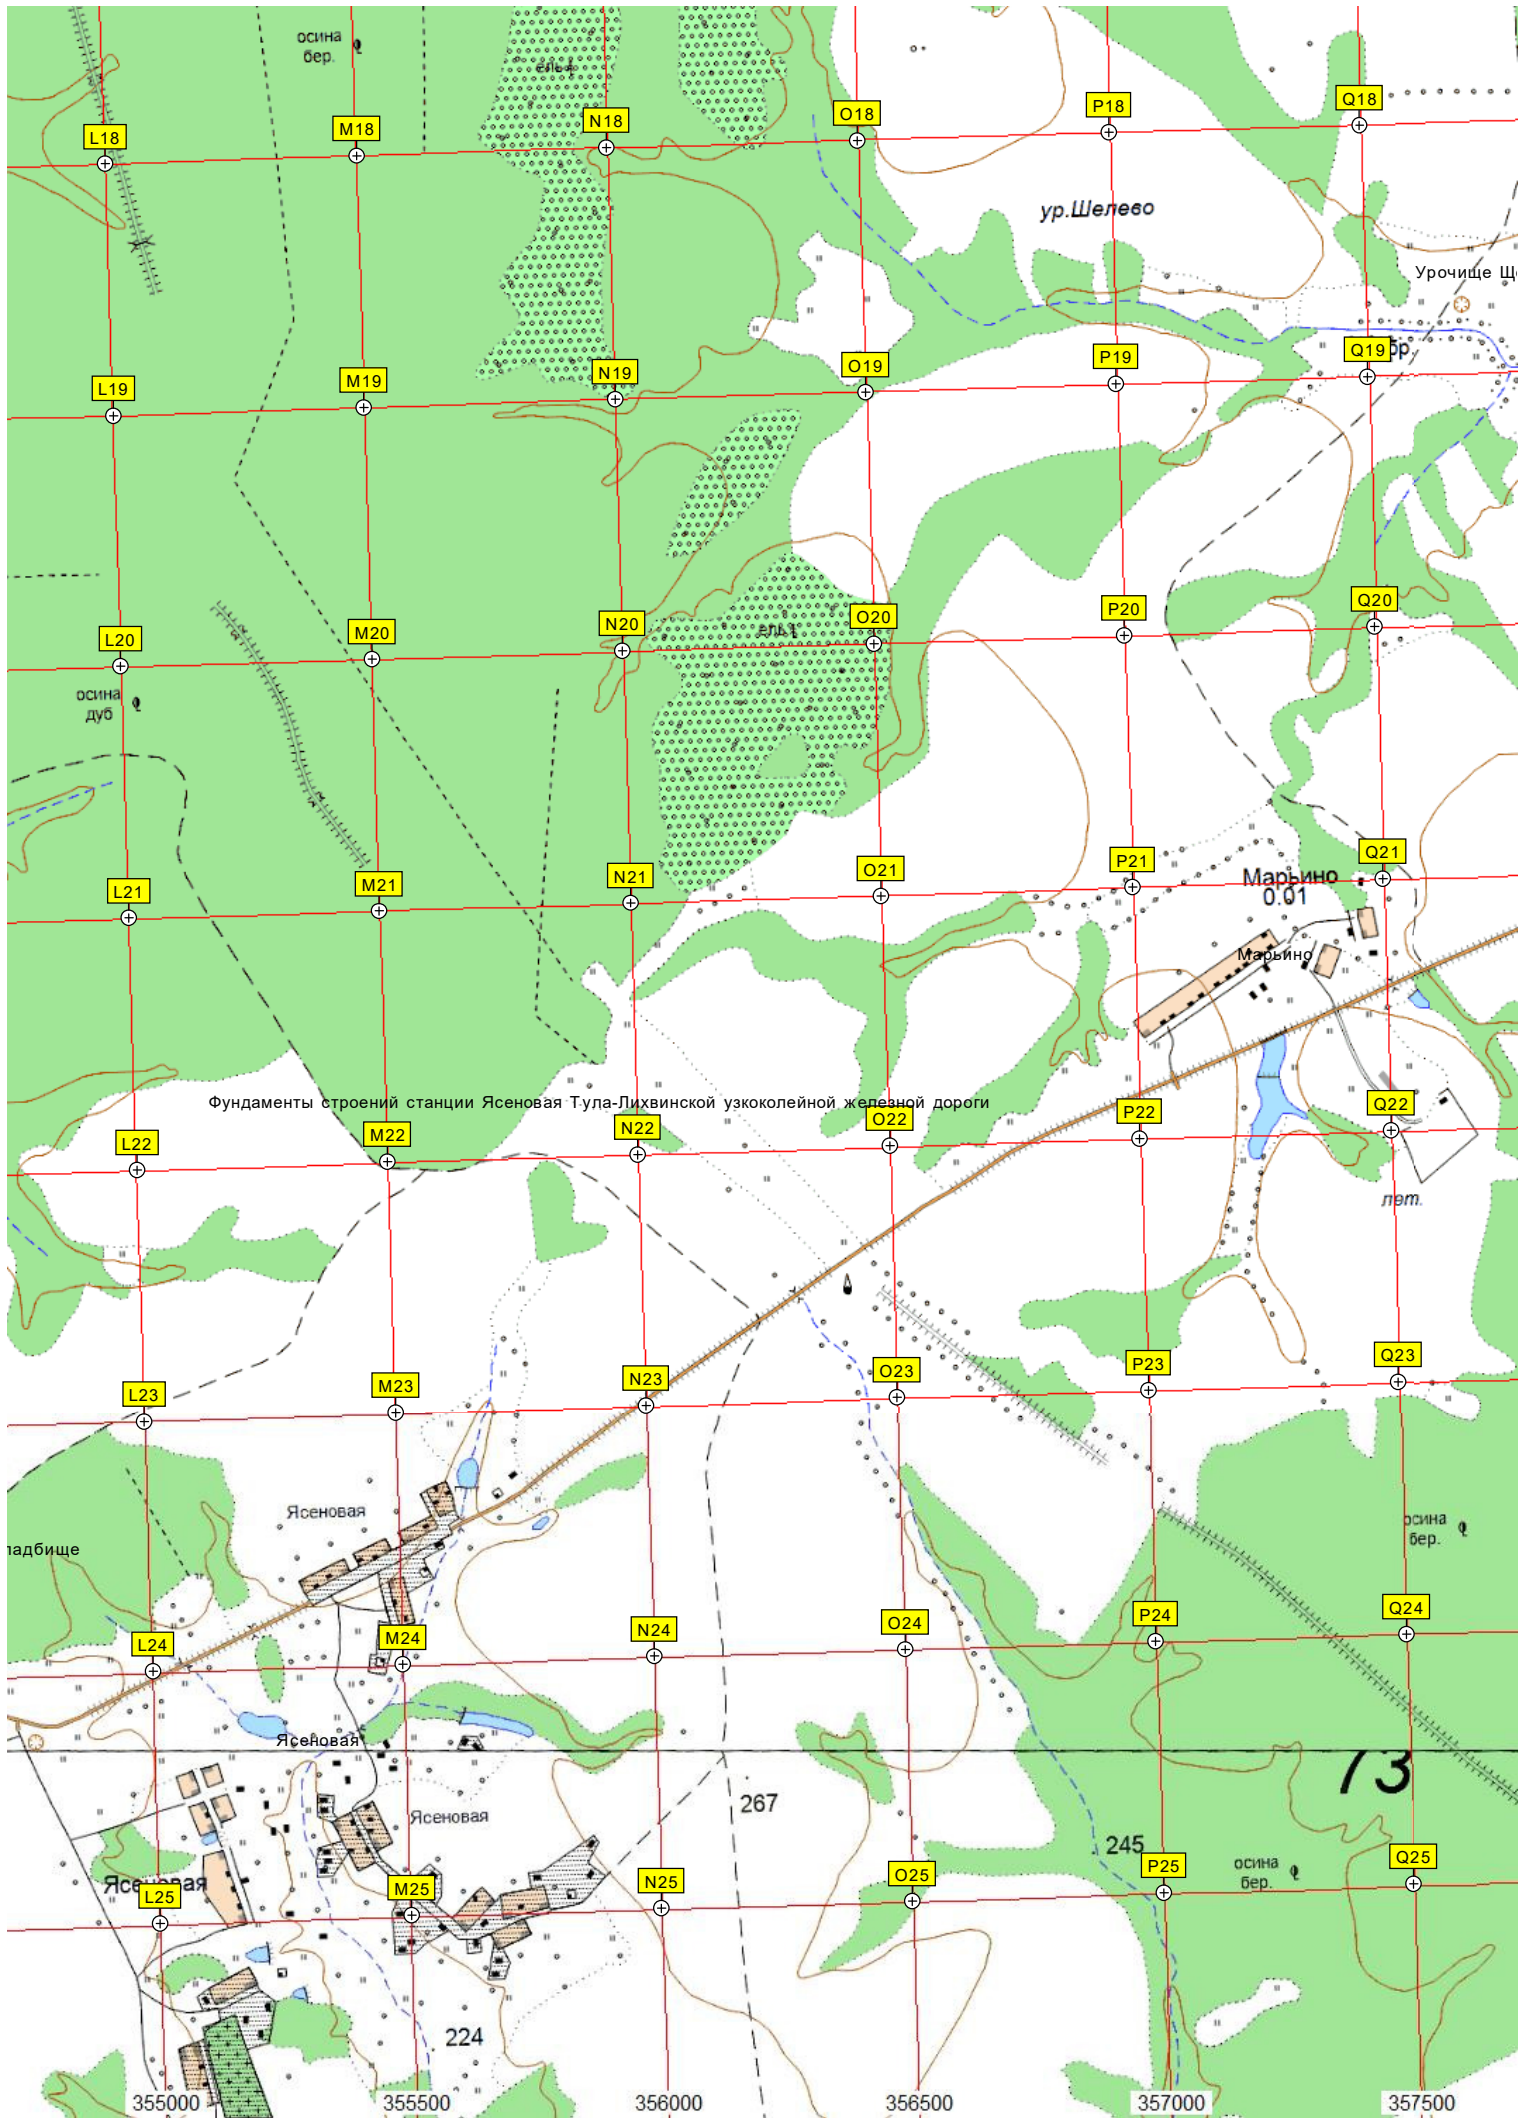 осина
бер.
ель
L18
M18
N18
O18
P18
Q18
ур.Шелево
Урочище Щ
L19
M19
N19
O19
P19
Q19
бр
L20
M20
N20
O20
P20
Q20
ель
осина
дуб
L21
M21
N21
O21
P21
Q21
Марьино
0.01
Марьино
Фундаменты строений станции Ясеновая Тула-Лихвинской узкоколейной железной дороги
L22
M22
N22
O22
P22
Q22
лет.
L23
M23
N23
O23
P23
Q23
Ясеновая
осина
бер.
ладбище
L24
M24
N24
O24
P24
Q24
Ясеновая
73
267
Ясеновая
245
осина
бер.
Ясеновая
L25
M25
N25
O25
P25
Q25
224
355000
355500
356000
356500
357000
357500